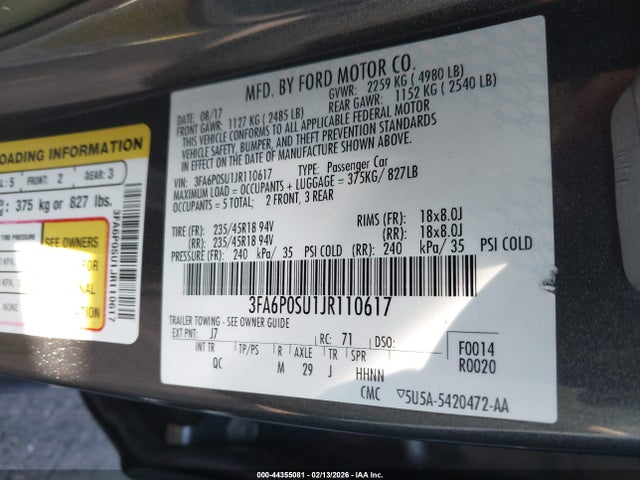 MFD. BY FORD MOTOR CO.
DATE: 08/17 GVWR: 2259 KG ( 4980 LB)
FRONT GAWR: 1127 KG ( 2485 LB) REAR GAWR: 1152 KG ( 2540 LB)
THIS VEHICLE CONFORMS TO ALL APPLICABLE FEDERAL MOTOR
VEHICLE SAFETY, BUMPER, AND THEFT PREVENTION STANDARDS
IN EFFECT ON THE DATE OF MANUFACTURE SHOWN ABOVE.
VIN: 3FA6P0SU1JR110617 TYPE: Passenger Car
MAXIMUM LOAD = OCCUPANTS + LUGGAGE = 375KG/ 827LB
OCCUPANTS = 5 TOTAL; 2 FRONT, 3 REAR
TIRE (FR): 235/45R18 94V RIMS (FR): 18x8.0J
(RR): 235/45R18 94V (RR): 18x8.0J
PRESSURE (FR): 240 kPa/ 35 PSI COLD (RR): 240 kPa/ 35 PSI COLD
3FA6P0SU1JR110617
TRAILER TOWING - SEE OWNER GUIDE
EXT PNT: J7 RC: 71 DSO: F0014
INT TR TP/PS R AXLE TR SPR R0020
QC M 29 J HHNN
CMC ▽5U5A-5420472-AA
LOADING INFORMATION
: 5 FRONT: 2 REAR: 3
: 375 kg or 827 lbs.
TIRE PRESSURE SEE OWNERS
FOR
NONE
3FA6P0SU1JR110617
000-44355081 - 02/13/2026 - IAA Inc.